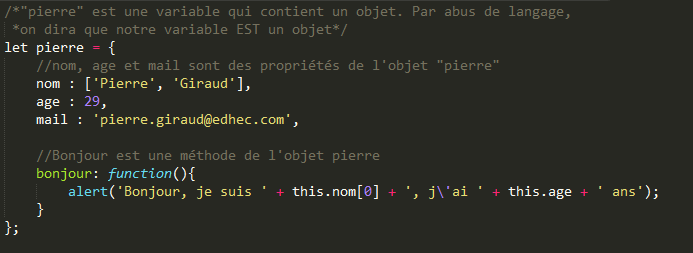 /*"pierre" est une variable qui contient un objet. Par abus de langage,
 *on dira que notre variable EST un objet*/
let pierre = {
    //nom, age et mail sont des propriétés de l'objet "pierre"
    nom : ['Pierre', 'Giraud'],
    age : 29,
    mail : 'pierre.giraud@edhec.com',

    //Bonjour est une méthode de l'objet pierre
    bonjour: function(){
        alert('Bonjour, je suis ' + this.nom[0] + ', j\'ai ' + this.age + ' ans');
    }
};